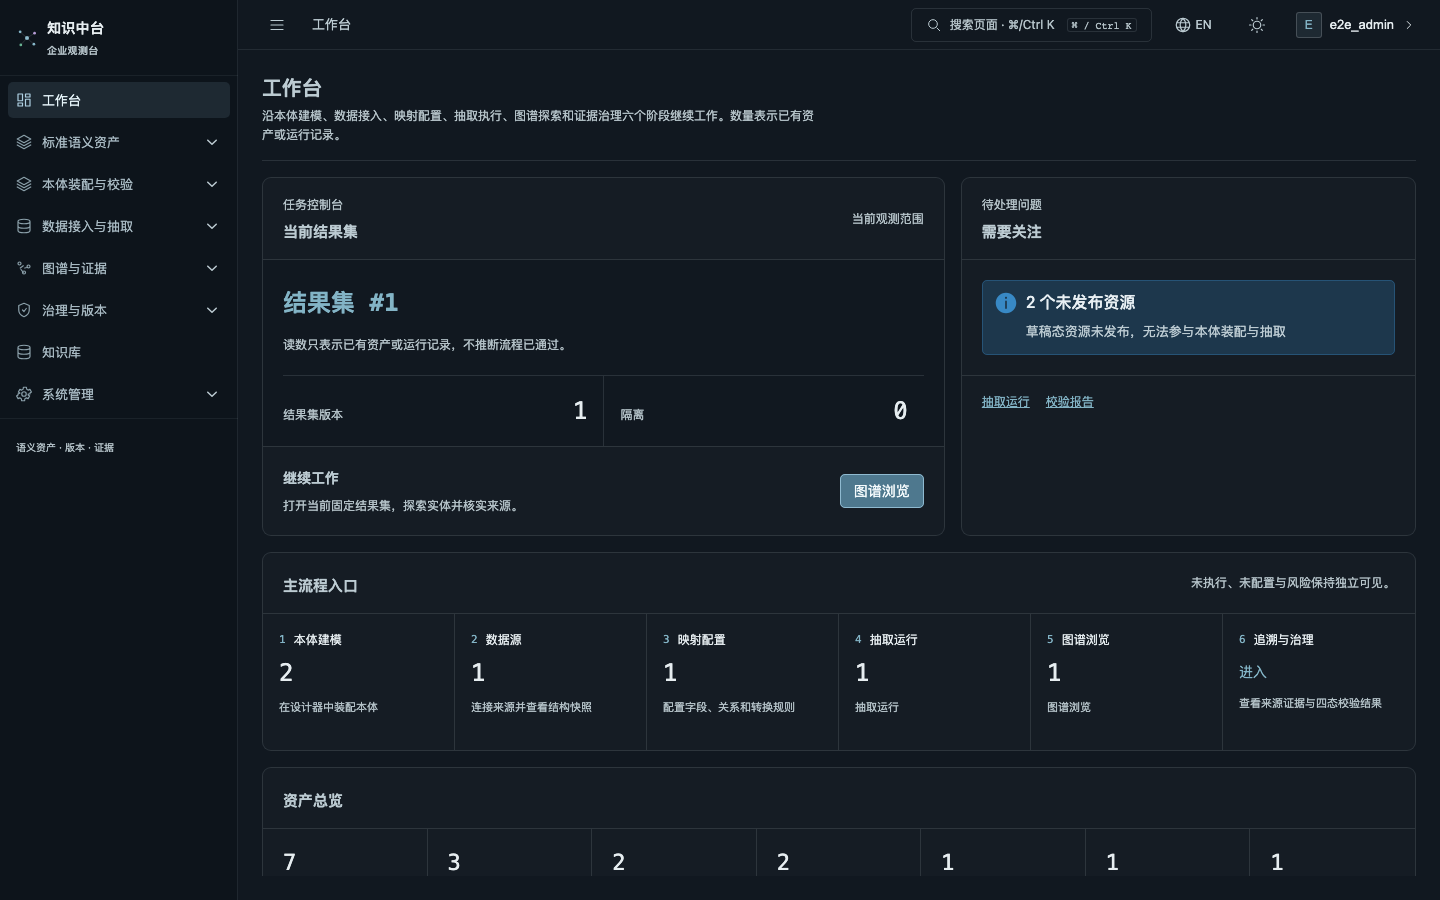 知识中台
企业观测台
工作台
标准语义资产
本体装配与校验
数据接入与抽取
图谱与证据
治理与版本
知识库
系统管理
语义资产 · 版本 · 证据
工作台
搜索页面 · ⌘/Ctrl K
⌘ / Ctrl K
EN
E
e2e_admin
工作台
沿本体建模、数据接入、映射配置、抽取执行、图谱探索和证据治理六个阶段继续工作。数量表示已有资
产或运行记录。
任务控制台
当前结果集
当前观测范围
结果集 #1
读数只表示已有资产或运行记录，不推断流程已通过。
结果集版本
1
隔离
0
继续工作
打开当前固定结果集，探索实体并核实来源。
图谱浏览
待处理问题
需要关注
2 个未发布资源
草稿态资源未发布，无法参与本体装配与抽取
抽取运行 校验报告
主流程入口
未执行、未配置与风险保持独立可见。
1 本体建模
2
在设计器中装配本体
2 数据源
1
连接来源并查看结构快照
3 映射配置
1
配置字段、关系和转换规则
4 抽取运行
1
抽取运行
5 图谱浏览
1
图谱浏览
6 追溯与治理
进入
查看来源证据与四态校验结果
资产总览
7 3 2 2 1 1 1